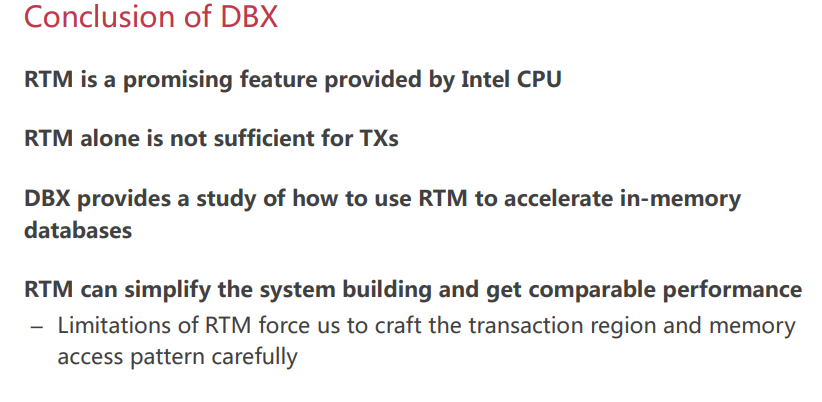 Conclusion of DBX
RTM is a promising feature provided by Intel CPU
RTM alone is not sufficient for TXs
DBX provides a study of how to use RTM to accelerate in-memory
databases
RTM can simplify the system building and get comparable performance
– Limitations of RTM force us to craft the transaction region and memory
access pattern carefully